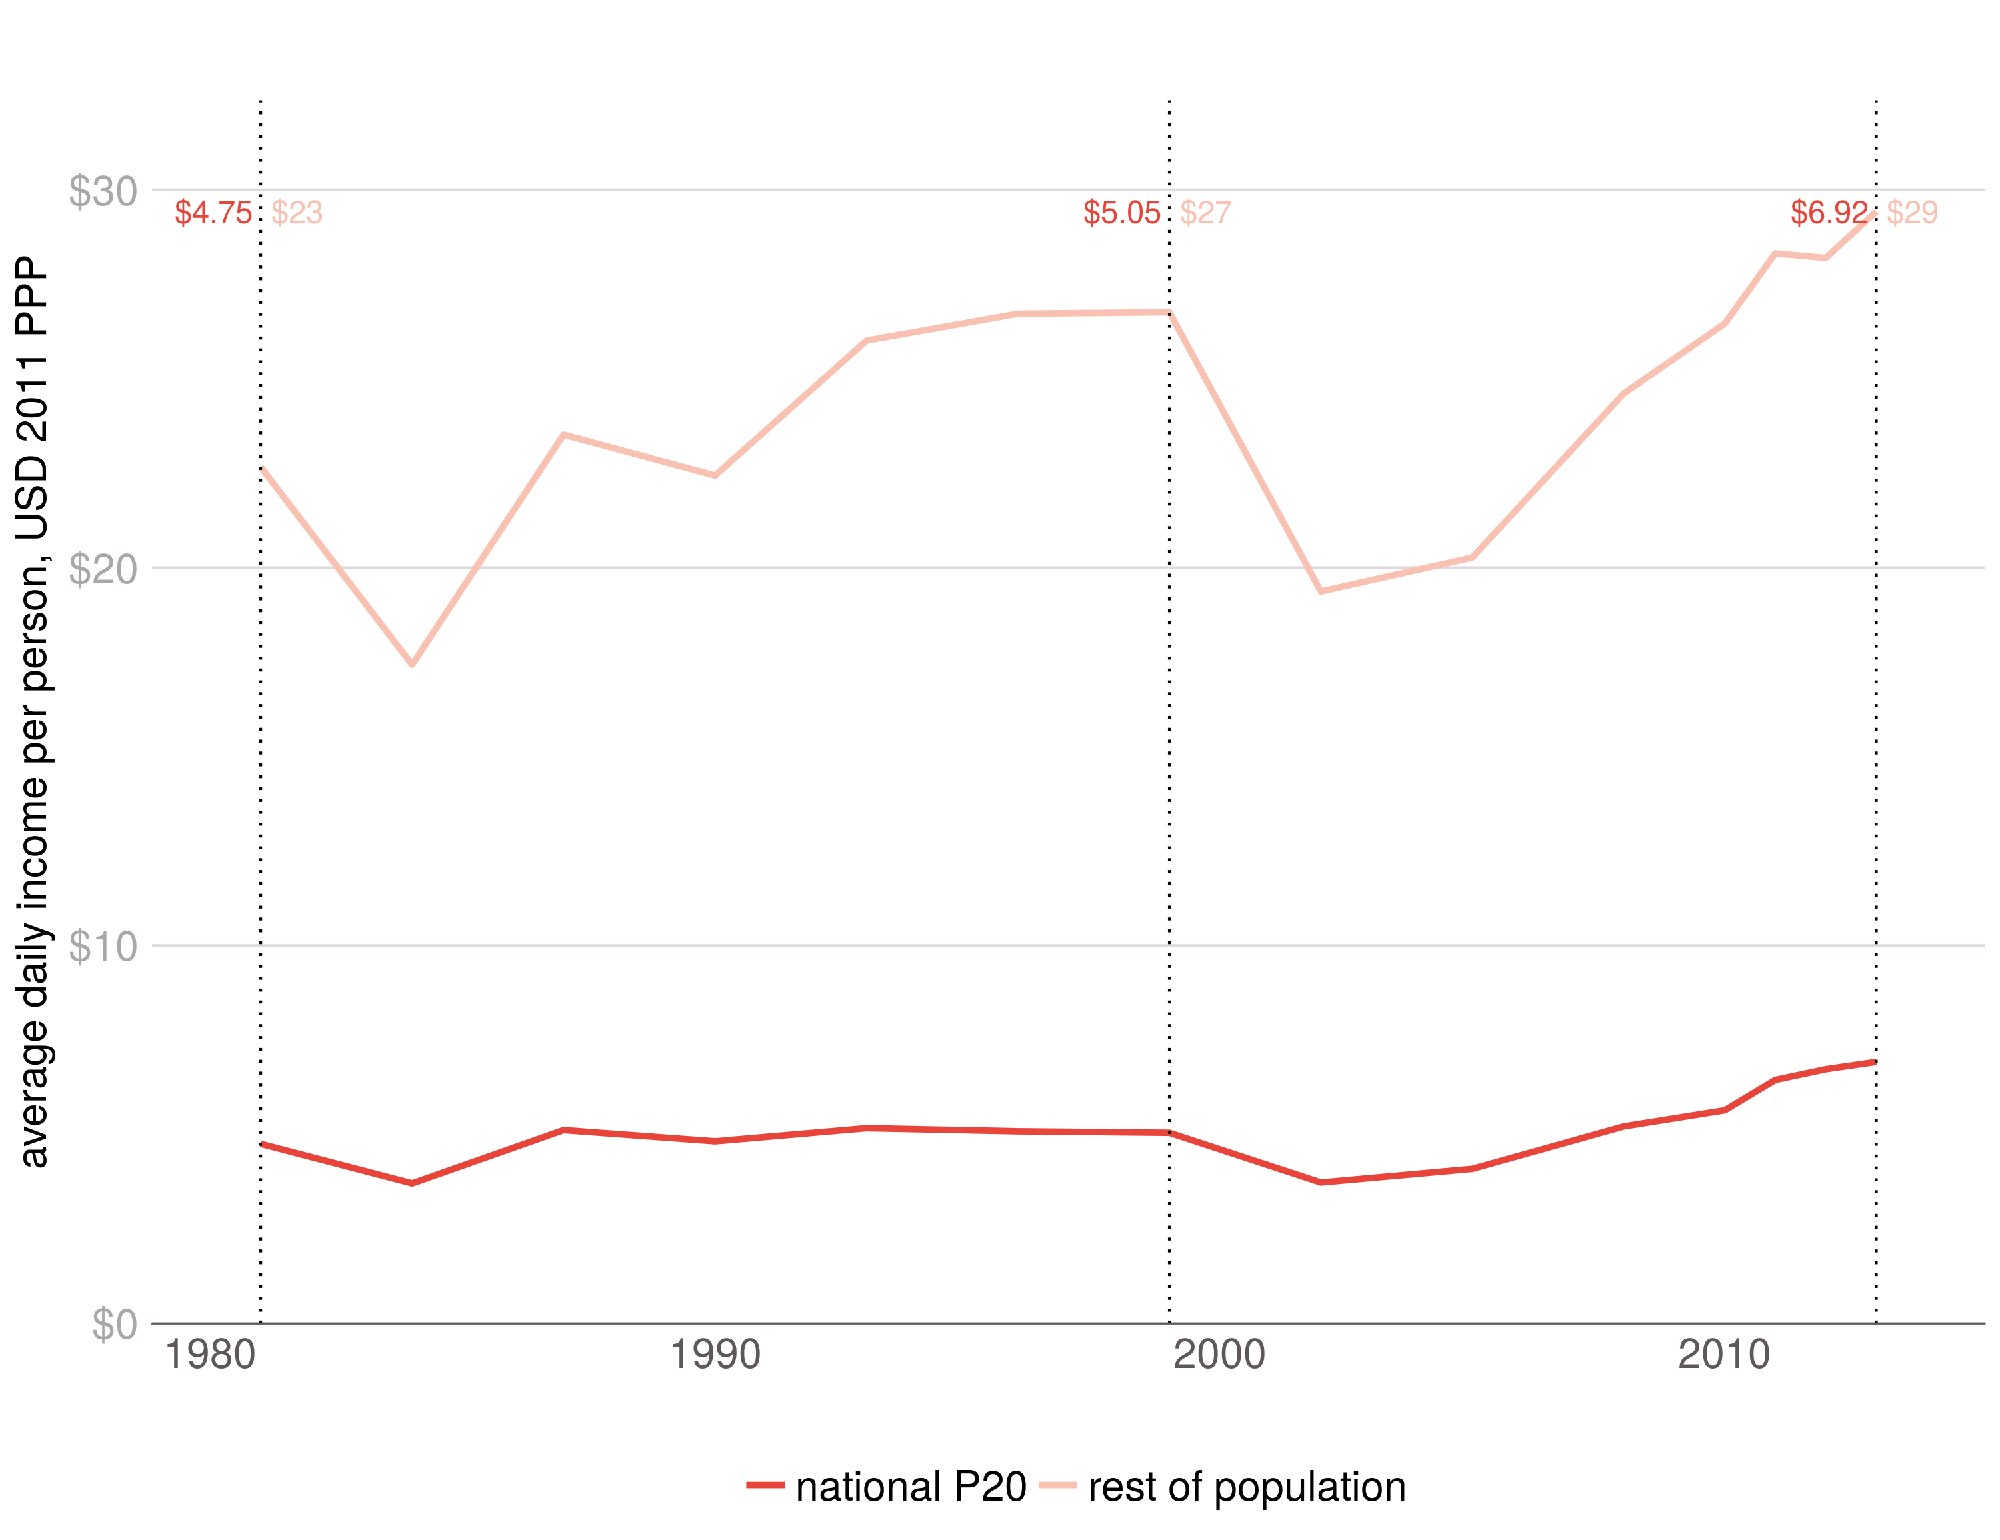 average daily income per person, USD 2011 PPP
$30
$4.75 $23
$5.05 $27
$6.92 $29
$20
$10
$0
1980 1990 2000 2010
national P20 rest of population